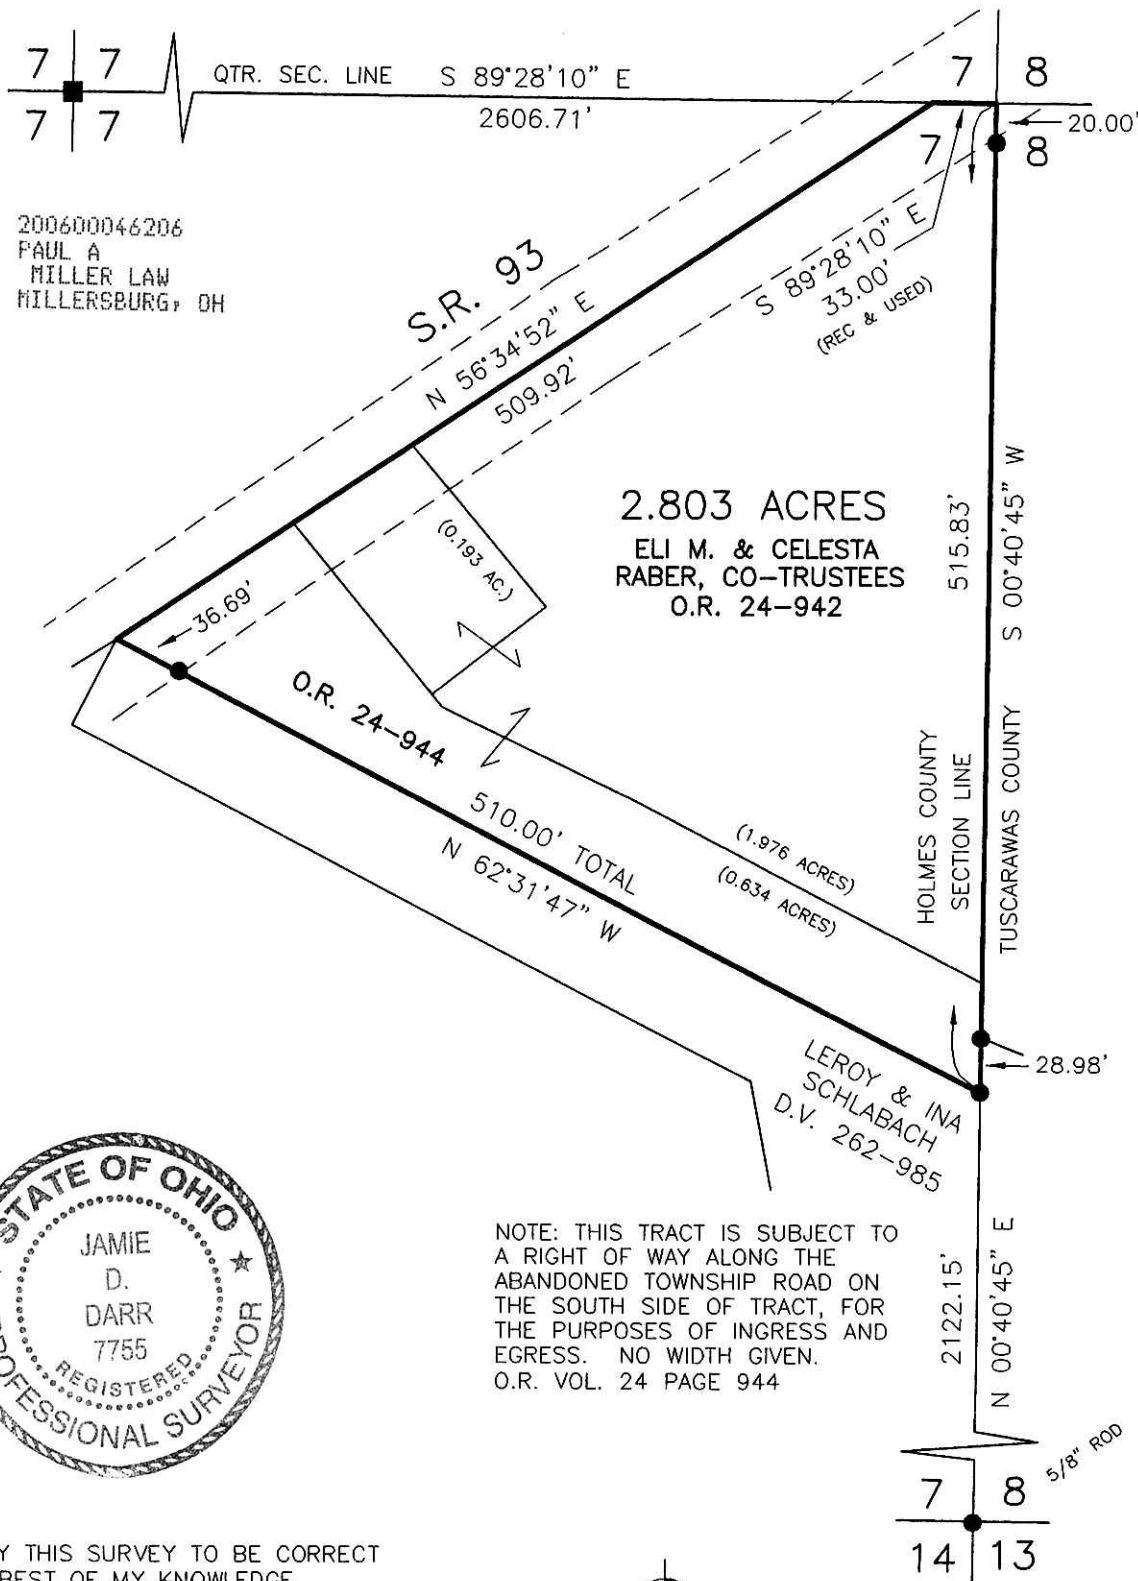 7 7
7 7
QTR. SEC. LINE S 89°28'10" E
2606.71'
7 8
7 8
20.00'
200600046206
PAUL A
MILLER LAW
MILLERSBURG, OH
S.R. 93
N 56°34'52" E
509.92'
S 89°28'10" E
33.00'
(REC & USED)
2.803 ACRES
ELI M. & CELESTA
RABER, CO-TRUSTEES
O.R. 24-942
515.83'
S 00°40'45" W
(0.193 AC.)
36.69'
O.R. 24-944
510.00' TOTAL
N 62°31'47" W
(1.976 ACRES)
(0.634 ACRES)
HOLMES COUNTY
SECTION LINE
TUSCARAWAS COUNTY
28.98'
LEROY & INA
SCHLABACH
D.V. 262-985
STATE OF OHIO
JAMIE
D.
DARR
7755
REGISTERED
PROFESSIONAL SURVEYOR
NOTE: THIS TRACT IS SUBJECT TO
A RIGHT OF WAY ALONG THE
ABANDONED TOWNSHIP ROAD ON
THE SOUTH SIDE OF TRACT, FOR
THE PURPOSES OF INGRESS AND
EGRESS. NO WIDTH GIVEN.
O.R. VOL. 24 PAGE 944
2122.15'
N 00°40'45" E
5/8" ROD
7 8
14 13
Y THIS SURVEY TO BE CORRECT
BEST OF MY KNOWLEDGE